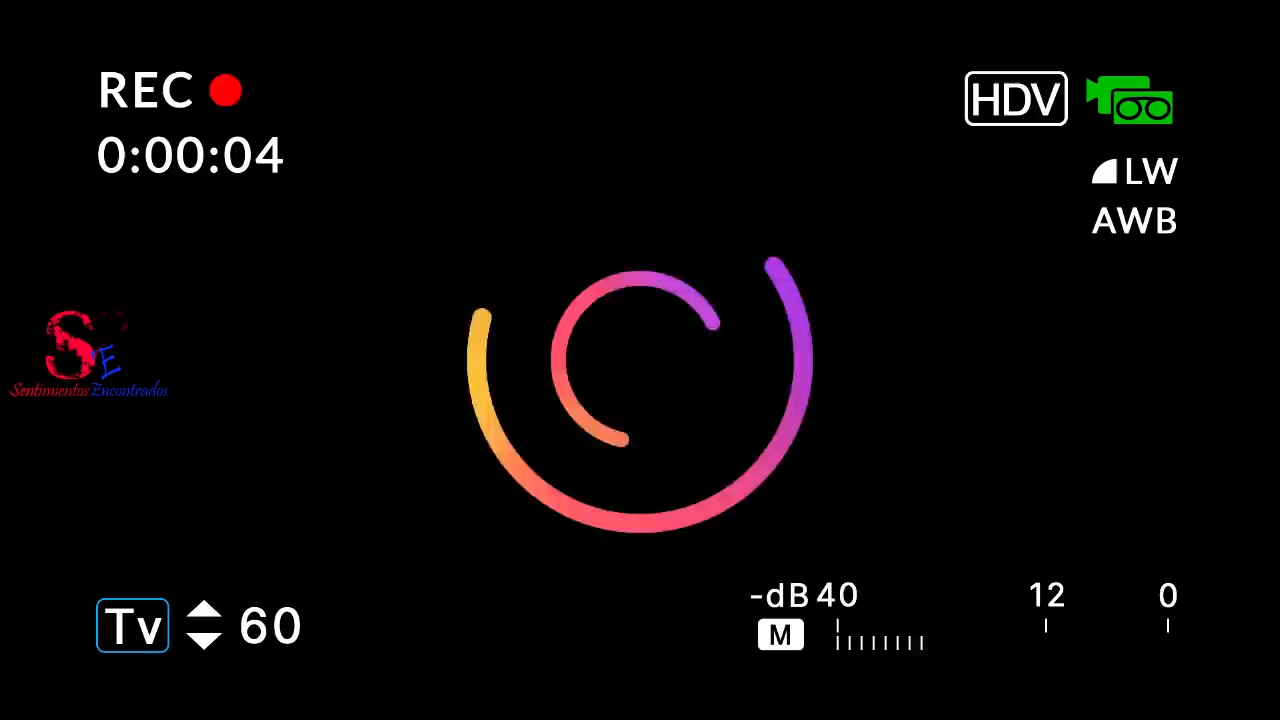 REC
0:00:04
HDV
LW
AWB
SE
Sentimientos Encontrados
Tv 60
-dB 40 12 0
M